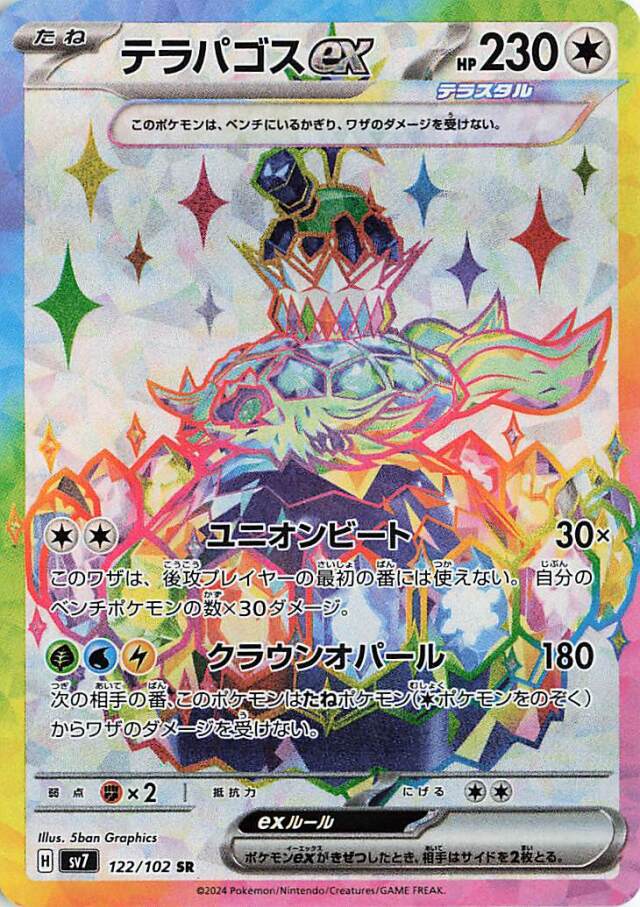 たね テラパゴスex HP230
テラスタル
このポケモンは、ベンチにいるかぎり、ワザのダメージを受けない。
ユニオンビート 30×
このワザは、後攻プレイヤーの最初の番には使えない。自分の
ベンチポケモンの数×30ダメージ。
クラウンオパール 180
次の相手の番、このポケモンはたねポケモン(ポケモンをのぞく)
からワザのダメージを受けない。
弱点 ×2 抵抗力 にげる
exルール
ポケモンexがきぜつしたとき、相手はサイドを2枚とる。
Illus. 5ban Graphics
H sv7 122/102 SR
©2024 Pokémon/Nintendo/Creatures/GAME FREAK.